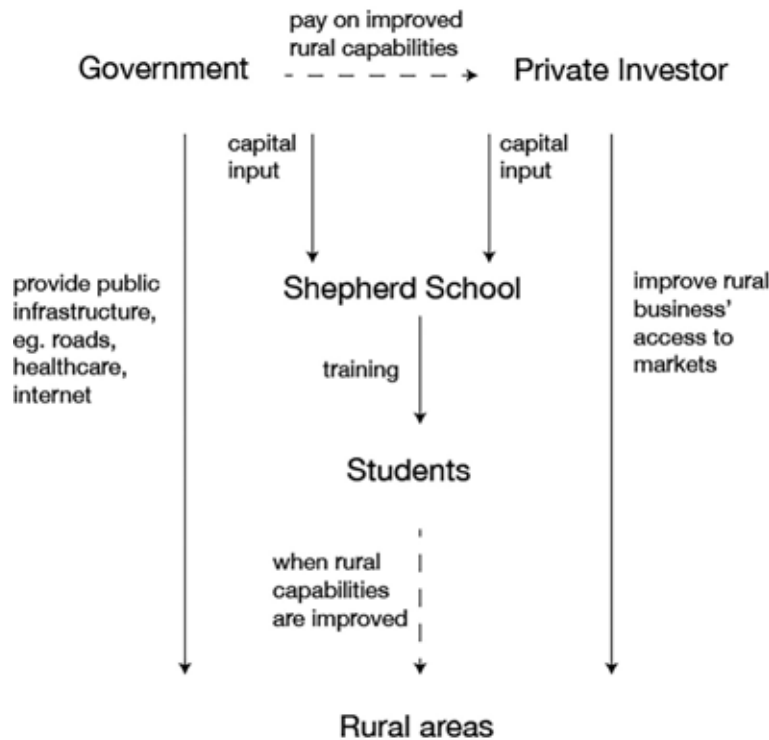 pay on improved
rural capabilities
Government
Private Investor
capital
input
capital
input
provide public
infrastructure,
eg. roads,
healthcare,
internet
Shepherd School
improve rural
business’
access to
markets
training
Students
when rural
capabilities
are improved
Rural areas